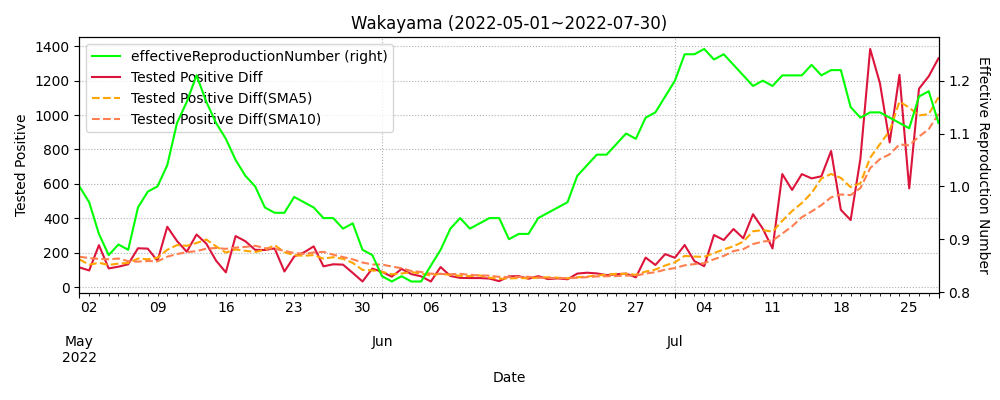 Wakayama (2022-05-01~2022-07-30)
effectiveReproductionNumber (right)
Tested Positive Diff
Tested Positive Diff(SMA5)
Tested Positive Diff(SMA10)
Tested Positive
1400
1200
1000
800
600
400
200
0
1.2
1.1
1.0
0.9
0.8
Effective Reproduction Number
02 09 16 23 30 06 13 20 27 04 11 18 25
May Jun Jul
2022
Date